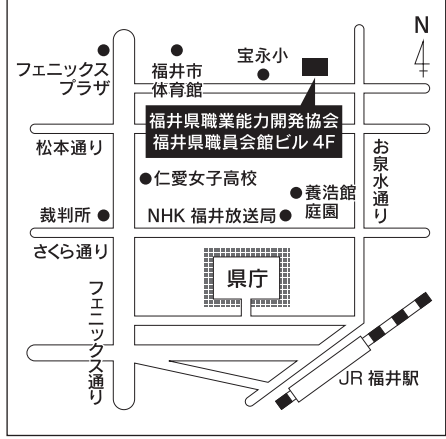 N
フェニックス
プラザ
福井市
体育館
宝永小
福井県職業能力開発協会
福井県職員会館ビル 4F
松本通り
お泉水通り
仁愛女子高校
養浩館
庭園
裁判所
NHK 福井放送局
さくら通り
県庁
フェニックス通り
JR 福井駅